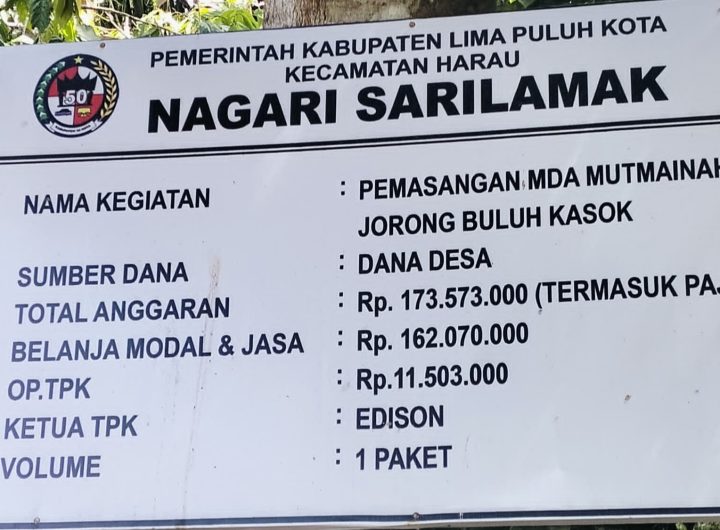 PEMERINTAH KABUPATEN LIMA PULUH KOTA
KECAMATAN HARAU
NAGARI SARILAMAK
50
NAMA KEGIATAN : PEMASANGAN MDA MUTMAINAH
JORONG BULUH KASOK
SUMBER DANA : DANA DESA
TOTAL ANGGARAN : Rp. 173.573.000 (TERMASUK PAJ
BELANJA MODAL & JASA : Rp. 162.070.000
OP.TPK : Rp.11.503.000
KETUA TPK : EDISON
VOLUME : 1 PAKET